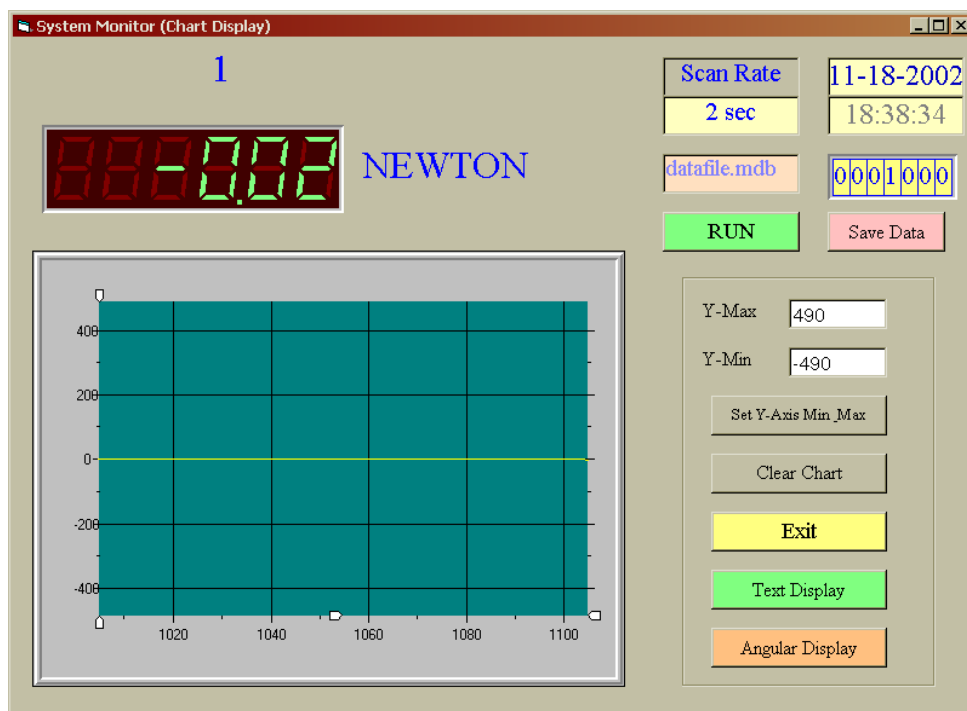 System Monitor (Chart Display)
1
Scan Rate
11-18-2002
2 sec
18:38:34
-0.02
NEWTON
datafile.mdb
0001000
RUN
Save Data
Y-Max
490
Y-Min
-490
Set Y-Axis Min_Max
Clear Chart
Exit
Text Display
Angular Display
400
200
0
-200
-400
1020
1040
1060
1080
1100